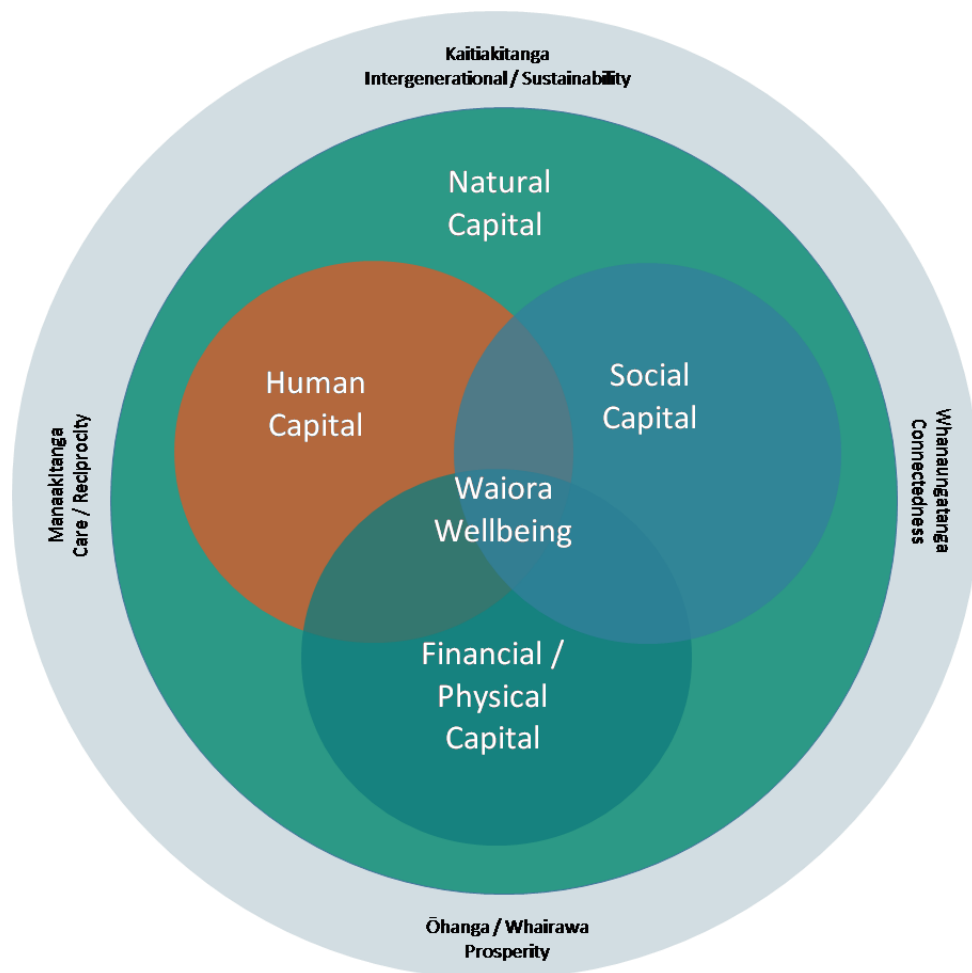 Kaitiakitanga
Intergenerational / Sustainability
Natural
Capital
Human
Capital
Social
Capital
Manaakitanga
Care / Reciprocity
Whanaungatanga
Connectedness
Waiora
Wellbeing
Financial /
Physical
Capital
Ōhanga / Whairawa
Prosperity